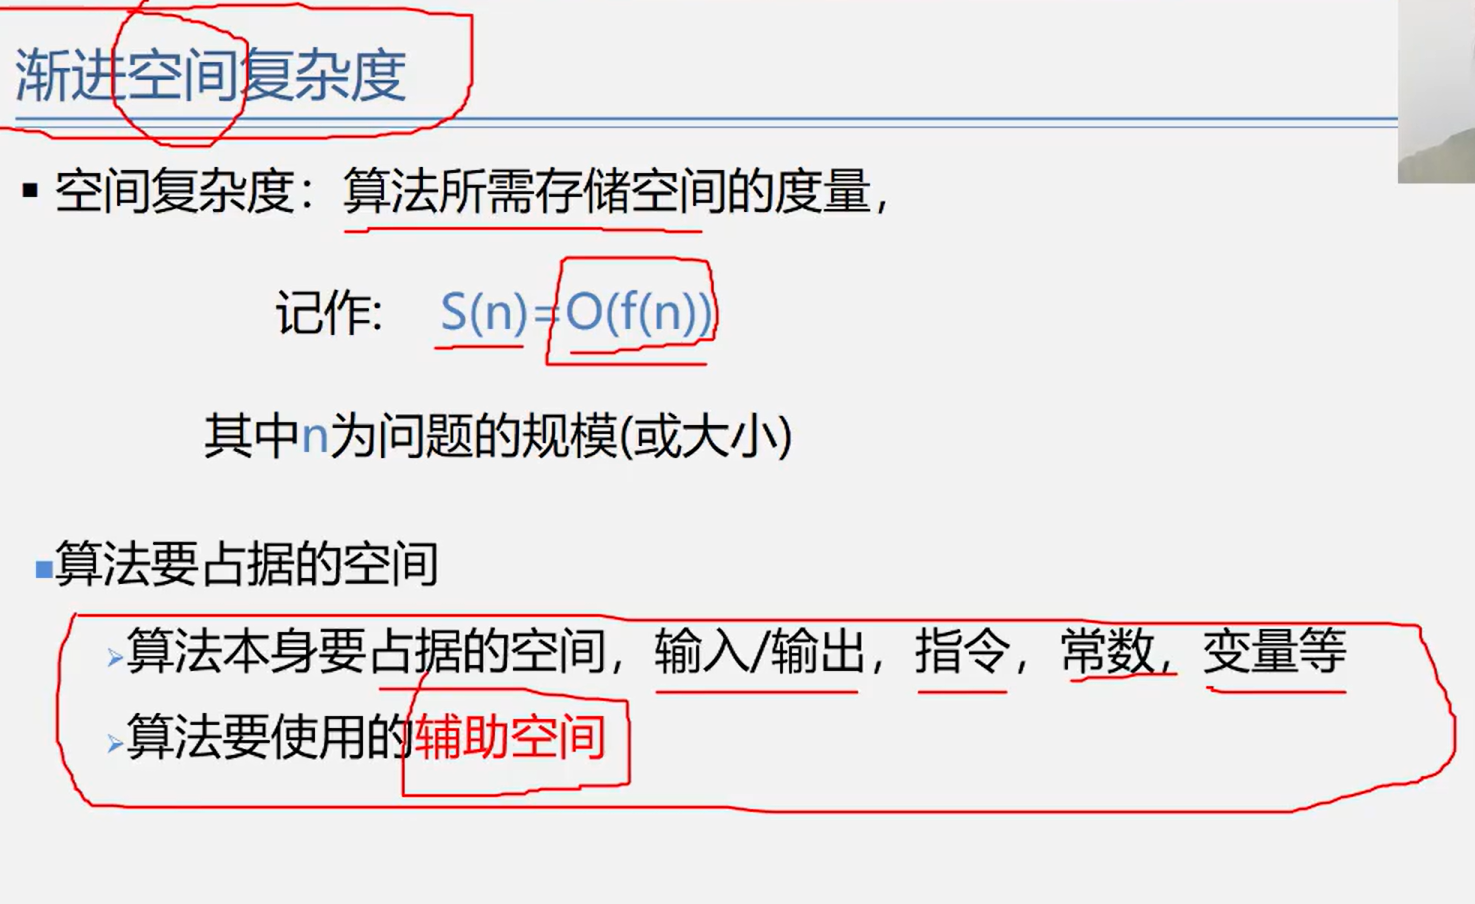 渐进空间复杂度
空间复杂度：算法所需存储空间的度量，
记作: S(n)=O(f(n))
其中n为问题的规模(或大小)
算法要占据的空间
算法本身要占据的空间，输入/输出，指令，常数，变量等
算法要使用的辅助空间